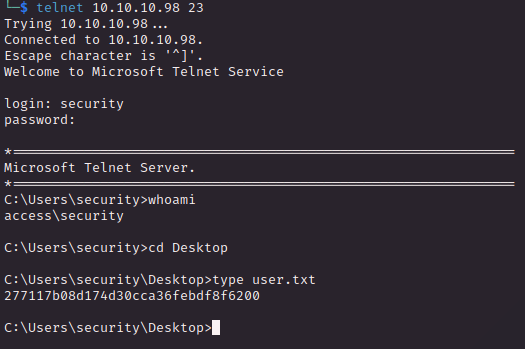 └─$ telnet 10.10.10.98 23
Trying 10.10.10.98...
Connected to 10.10.10.98.
Escape character is '^]'.
Welcome to Microsoft Telnet Service
login: security
password:
*===============================================================
Microsoft Telnet Server.
*===============================================================
C:\Users\security>whoami
access\security
C:\Users\security>cd Desktop
C:\Users\security\Desktop>type user.txt
277117b08d174d30cca36febdf8f6200
C:\Users\security\Desktop>